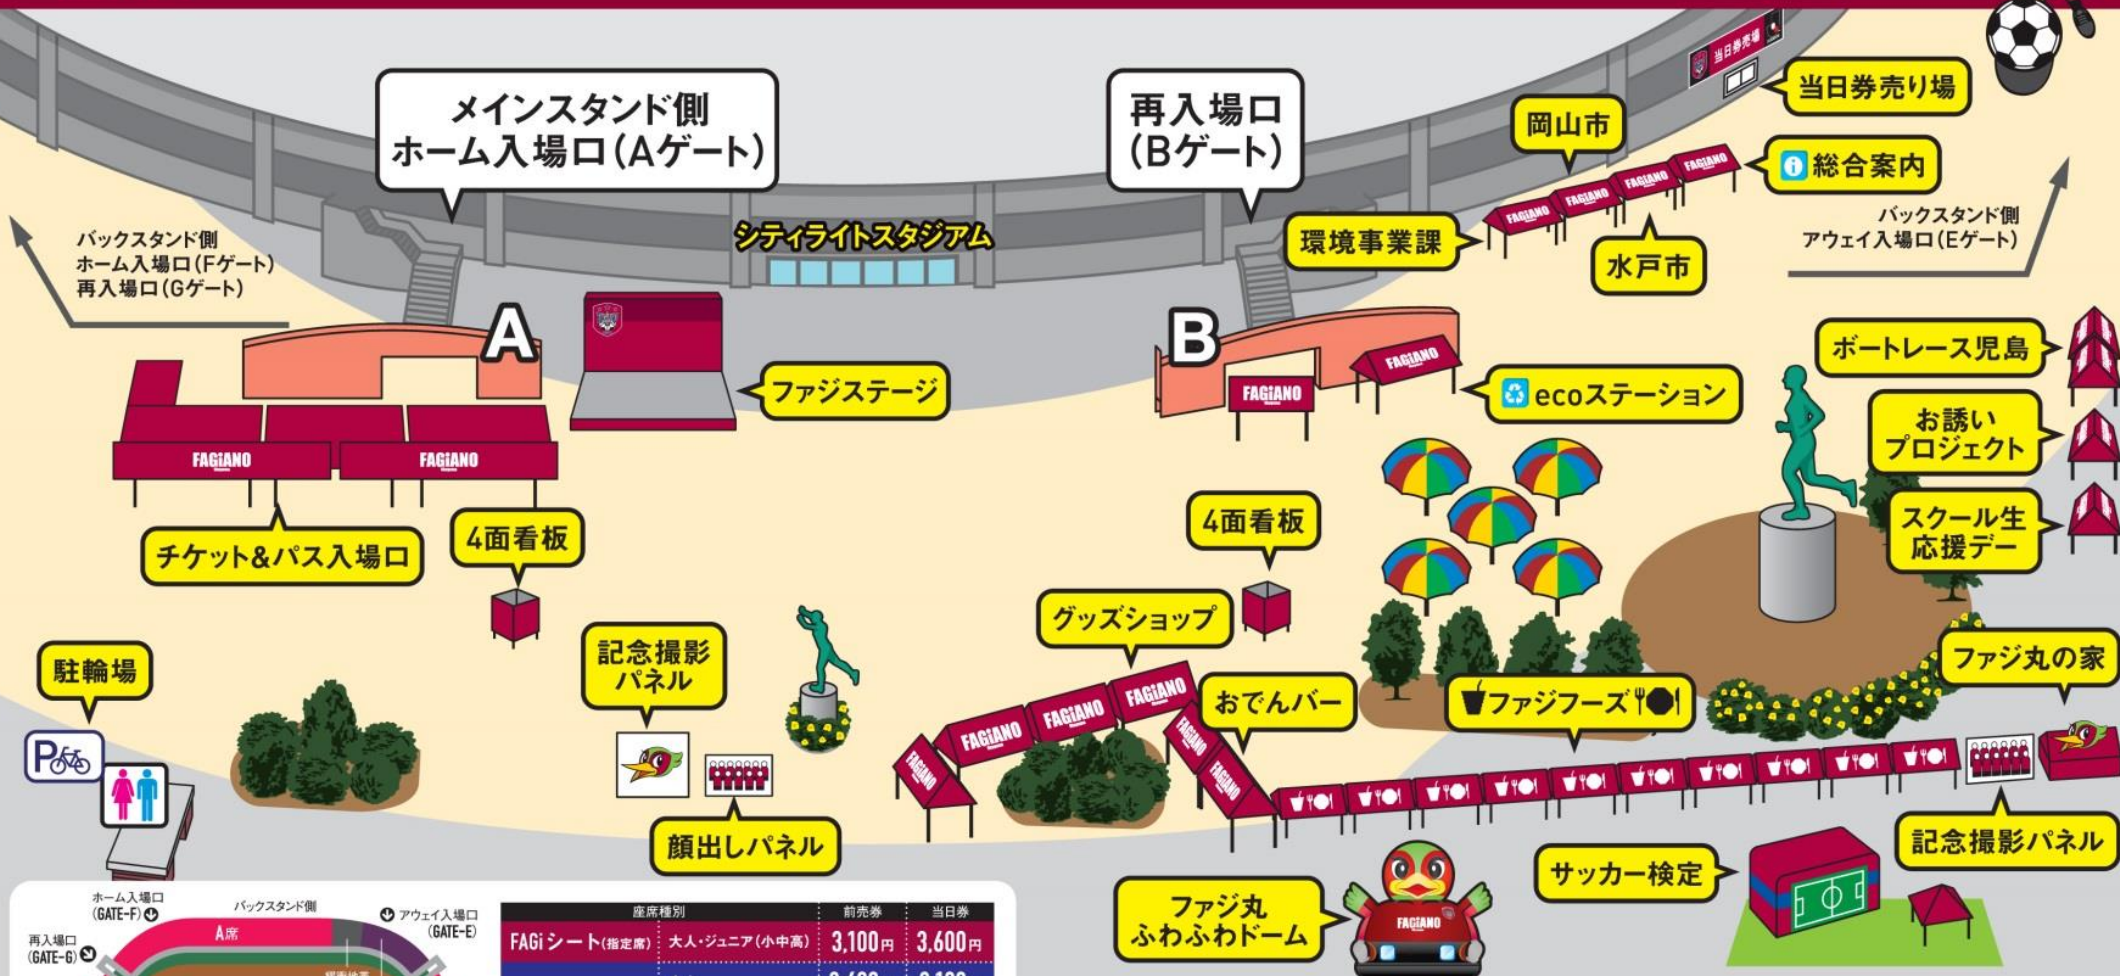 当日券売場
メインスタンド側
ホーム入場口(Aゲート)
再入場口
(Bゲート)
当日券売り場
岡山市
総合案内
FAGiANO
FAGiANO
FAGiANO
FAGiANO
環境事業課
水戸市
バックスタンド側
アウェイ入場口(Eゲート)
バックスタンド側
ホーム入場口(Fゲート)
再入場口(Gゲート)
シティライトスタジアム
A
B
ファジステージ
FAGiANO
FAGiANO
ecoステーション
ボートレース児島
お誘い
プロジェクト
スクール生
応援デー
FAGiANO
FAGiANO
チケット&パス入場口
4面看板
4面看板
グッズショップ
記念撮影
パネル
駐輪場
P
おでんバー
ファジフーズ
ファジ丸の家
FAGiANO
FAGiANO
FAGiANO
FAGiANO
FAGiANO
FAGiANO
顔出しパネル
記念撮影パネル
サッカー検定
ファジ丸
ふわふわドーム
FAGiANO
ホーム入場口
(GATE-F)
バックスタンド側
アウェイ入場口
(GATE-E)
再入場口
(GATE-G)
A席
座席種別 前売券 当日券
FAGiシート(指定席) 大人・ジュニア(小中高) 3,100円 3,600円